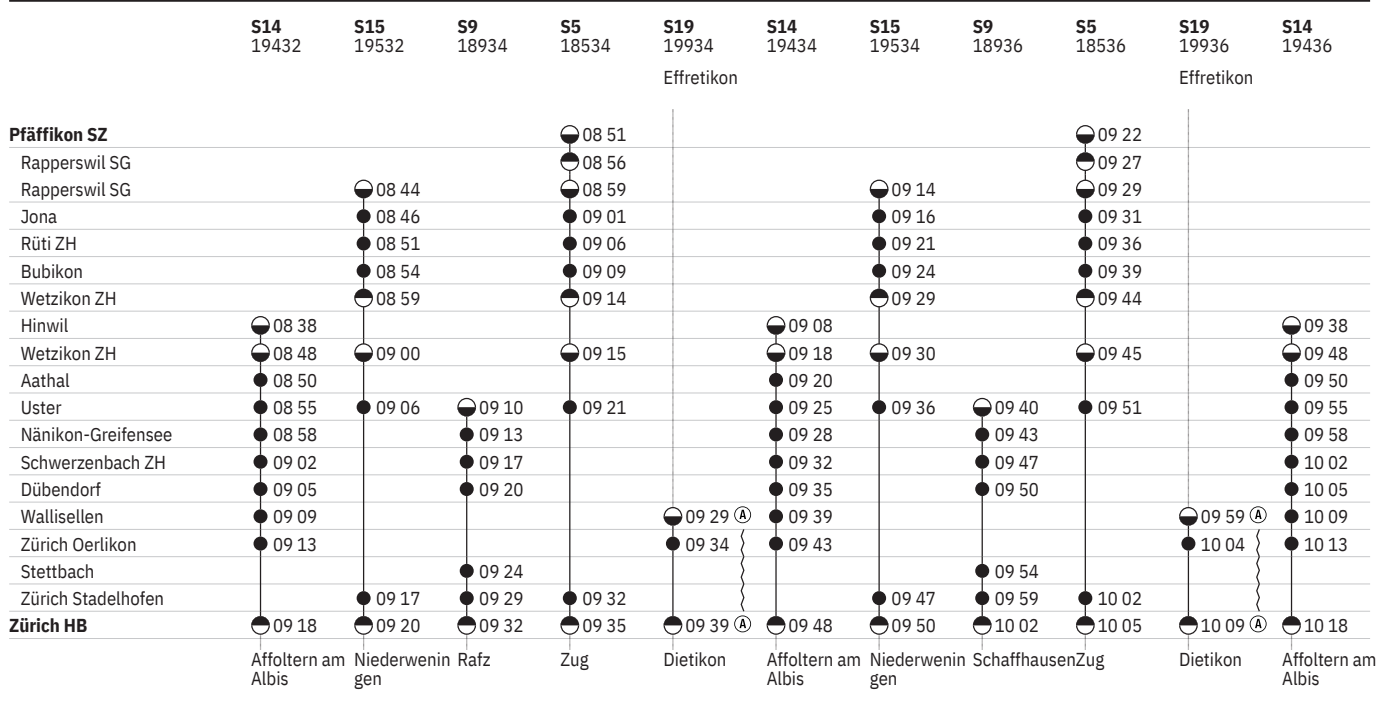 S14 S15 S9 S5 S19 S14 S15 S9 S5 S19 S14
19432 19532 18934 18534 19934 19434 19534 18936 18536 19936 19436
Effretikon Effretikon
Pfäffikon SZ 08 51 09 22
Rapperswil SG 08 56 09 27
Rapperswil SG 08 44 08 59 09 14 09 29
Jona 08 46 09 01 09 16 09 31
Rüti ZH 08 51 09 06 09 21 09 36
Bubikon 08 54 09 09 09 24 09 39
Wetzikon ZH 08 59 09 14 09 29 09 44
Hinwil 08 38 09 08 09 38
Wetzikon ZH 08 48 09 00 09 15 09 18 09 30 09 45 09 48
Aathal 08 50 09 20 09 50
Uster 08 55 09 06 09 10 09 21 09 25 09 36 09 40 09 51 09 55
Nänikon-Greifensee 08 58 09 13 09 28 09 43 09 58
Schwerzenbach ZH 09 02 09 17 09 32 09 47 10 02
Dübendorf 09 05 09 20 09 35 09 50 10 05
Wallisellen 09 09 09 29 A 09 39 09 59 A 10 09
Zürich Oerlikon 09 13 09 34 09 43 10 04 10 13
Stettbach 09 24 09 54
Zürich Stadelhofen 09 17 09 29 09 32 09 47 09 59 10 02
Zürich HB 09 18 09 20 09 32 09 35 09 39 A 09 48 09 50 10 02 10 05 10 09 A 10 18
Affoltern am Niederwenin Rafz Zug Dietikon Affoltern am Niederwenin Schaffhausen Zug Dietikon Affoltern am
Albis gen Albis gen Albis